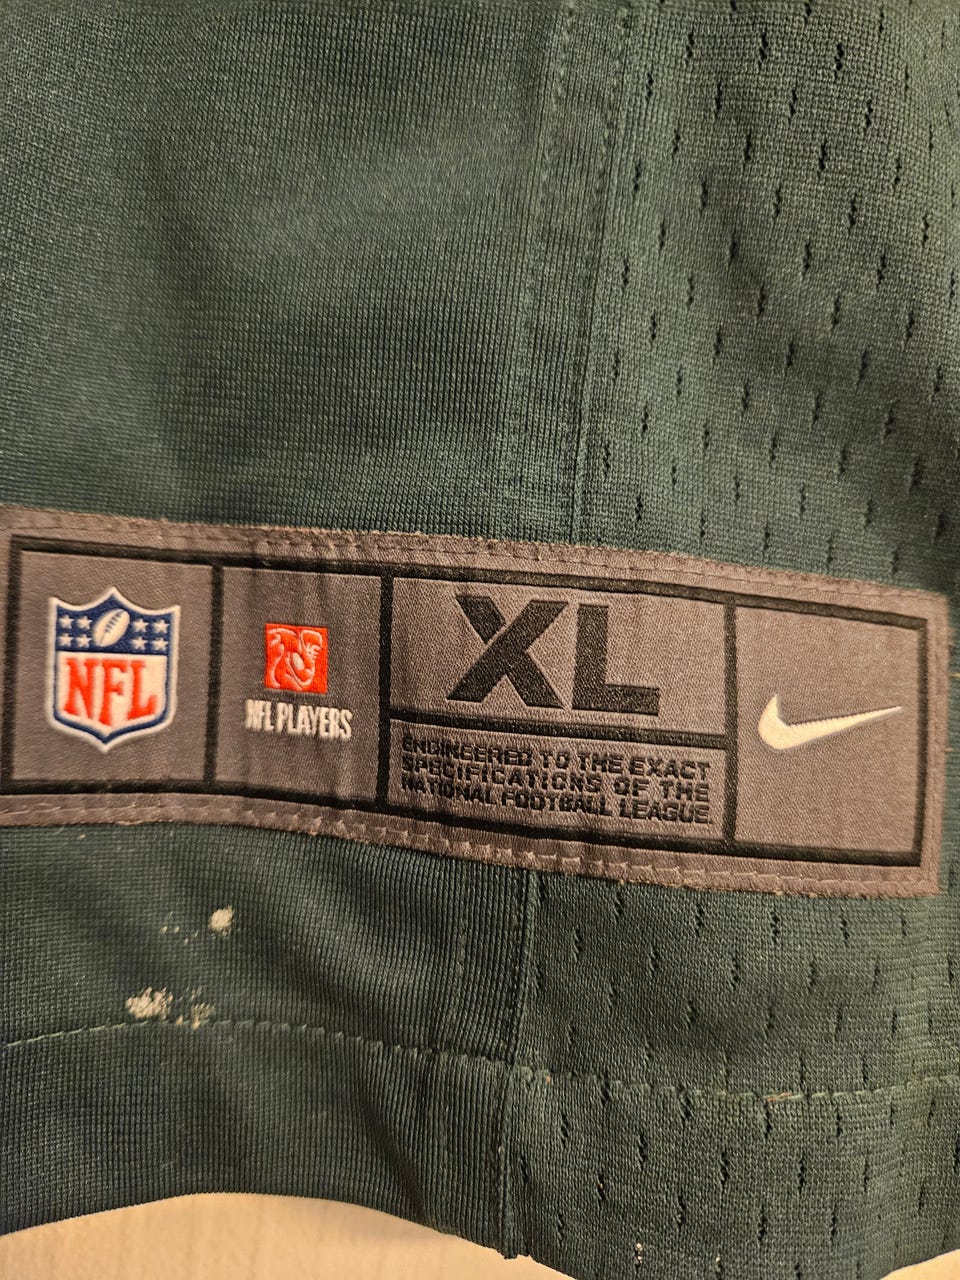 NFL
NFL PLAYERS
XL
ENGINEERED TO THE EXACT
SPECIFICATIONS OF THE
NATIONAL FOOTBALL LEAGUE.